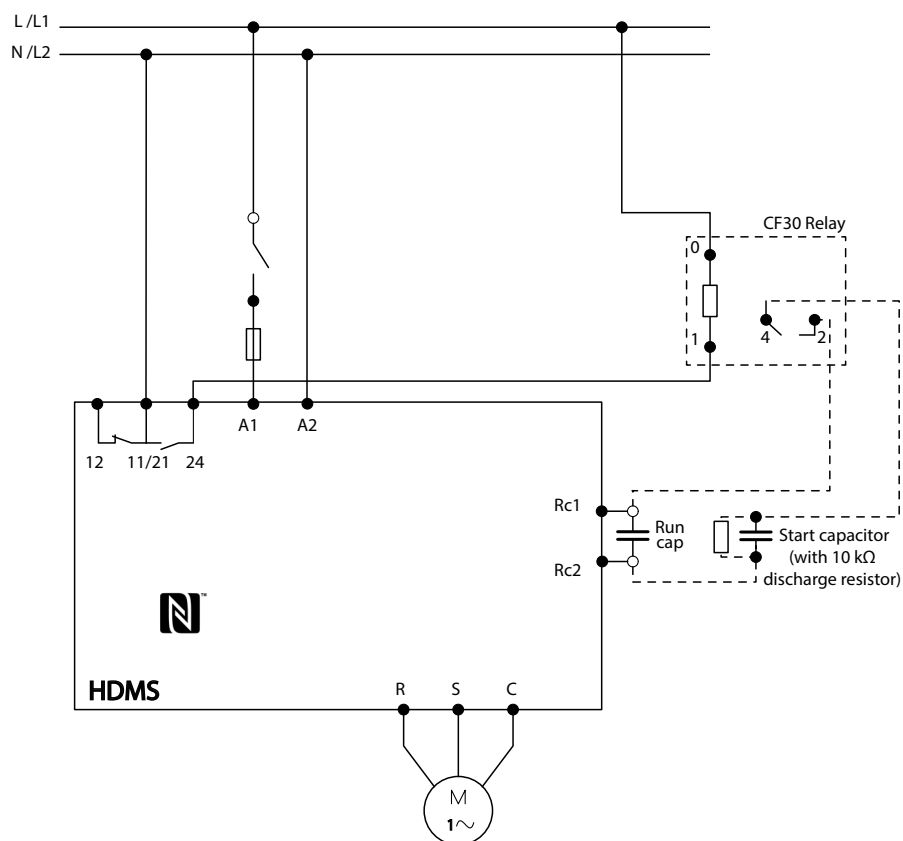 L /L1
N /L2
CF30 Relay
0
1
4
2
A1
A2
12
11/21
24
Rc1
Rc2
Run
cap
Start capacitor
(with 10 kΩ
discharge resistor)
N™
HDMS
R
S
C
M
1～